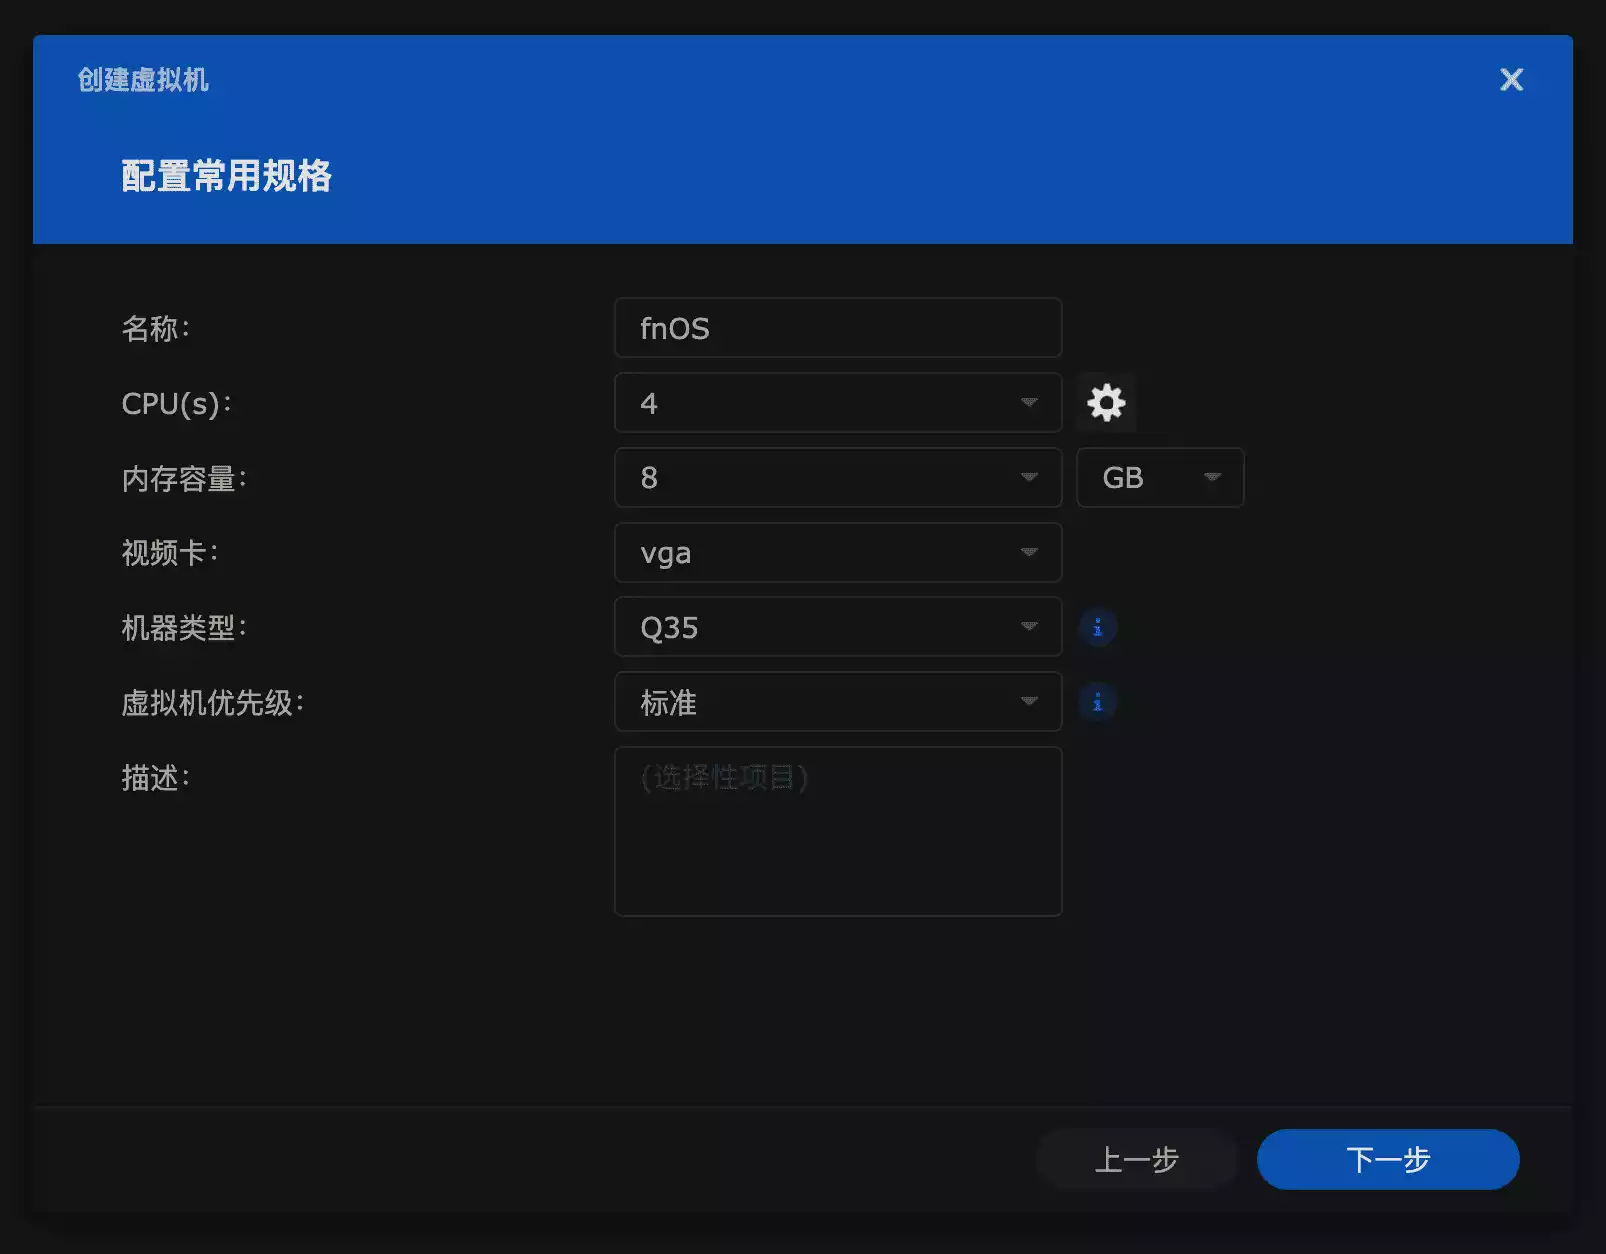 创建虚拟机
X
配置常用规格
名称: fnOS
CPU(s): 4
内存容量: 8 GB
视频卡: vga
机器类型: Q35 i
虚拟机优先级: 标准 i
描述: (选择性项目)
上一步 下一步